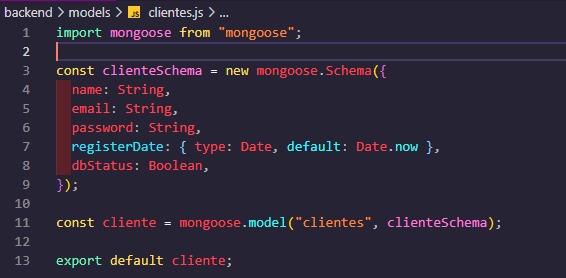 backend > models > JS clientes.js > ...
1 import mongoose from "mongoose";
2
3 const clienteSchema = new mongoose.Schema({
4   name: String,
5   email: String,
6   password: String,
7   registerDate: { type: Date, default: Date.now },
8   dbStatus: Boolean,
9 });
10
11 const cliente = mongoose.model("clientes", clienteSchema);
12
13 export default cliente;